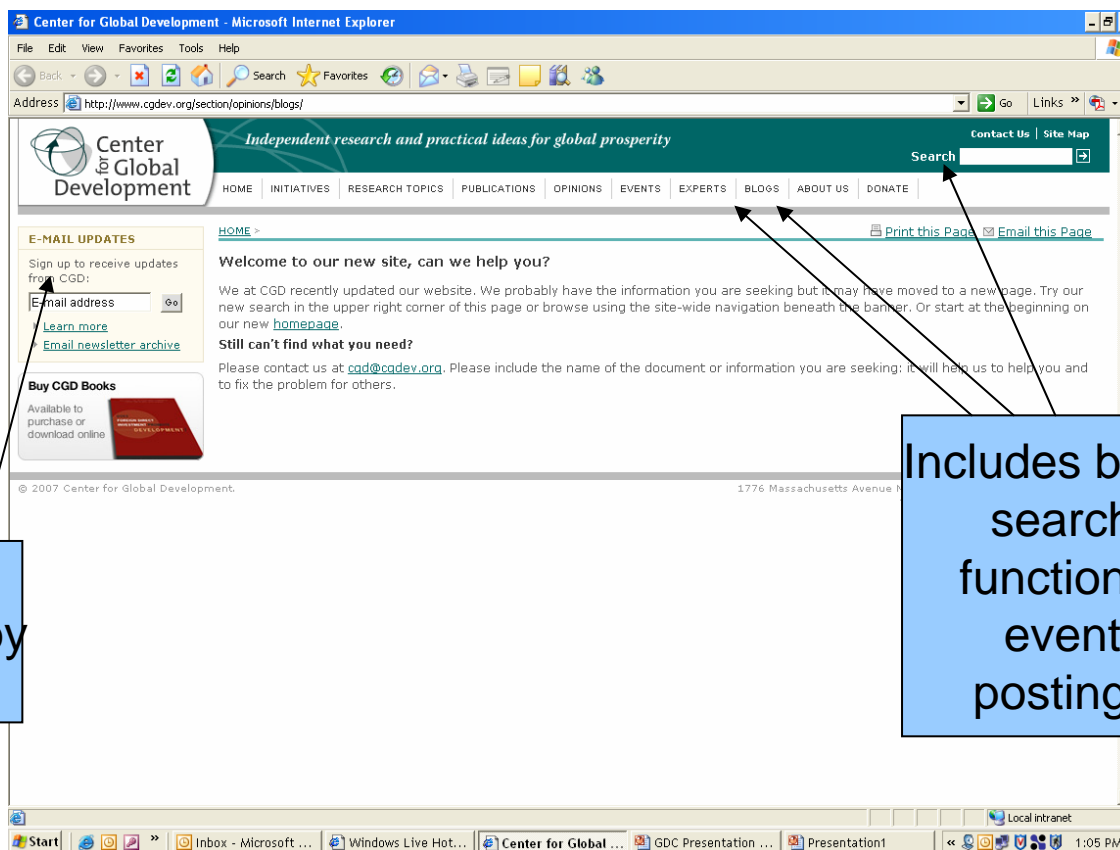 Center for Global Development - Microsoft Internet Explorer
File Edit View Favorites Tools Help
Back Search Favorites
Address http://www.cgdev.org/section/opinions/blogs/ Go Links »
Center for Global Development
Independent research and practical ideas for global prosperity
Contact Us | Site Map
Search
HOME INITIATIVES RESEARCH TOPICS PUBLICATIONS OPINIONS EVENTS EXPERTS BLOGS ABOUT US DONATE
E-MAIL UPDATES
Sign up to receive updates
from CGD:
E-mail address Go
Learn more
Email newsletter archive
Buy CGD Books
Available to
purchase or
download online
FOREIGN DIRECT
INVESTMENT
DEVELOPMENT
HOME >
Print this Page Email this Page
Welcome to our new site, can we help you?
We at CGD recently updated our website. We probably have the information you are seeking but it may have moved to a new page. Try our
new search in the upper right corner of this page or browse using the site-wide navigation beneath the banner. Or start at the beginning on
our new homepage.
Still can't find what you need?
Please contact us at cgd@cgdev.org. Please include the name of the document or information you are seeking: it will help us to help you and
to fix the problem for others.
© 2007 Center for Global Development.
1776 Massachusetts Avenue N
by
Includes b
search
function
event
posting
Local intranet
Start » Inbox - Microsoft ... Windows Live Hot... Center for Global ... GDC Presentation ... Presentation1 « 1:05 PM